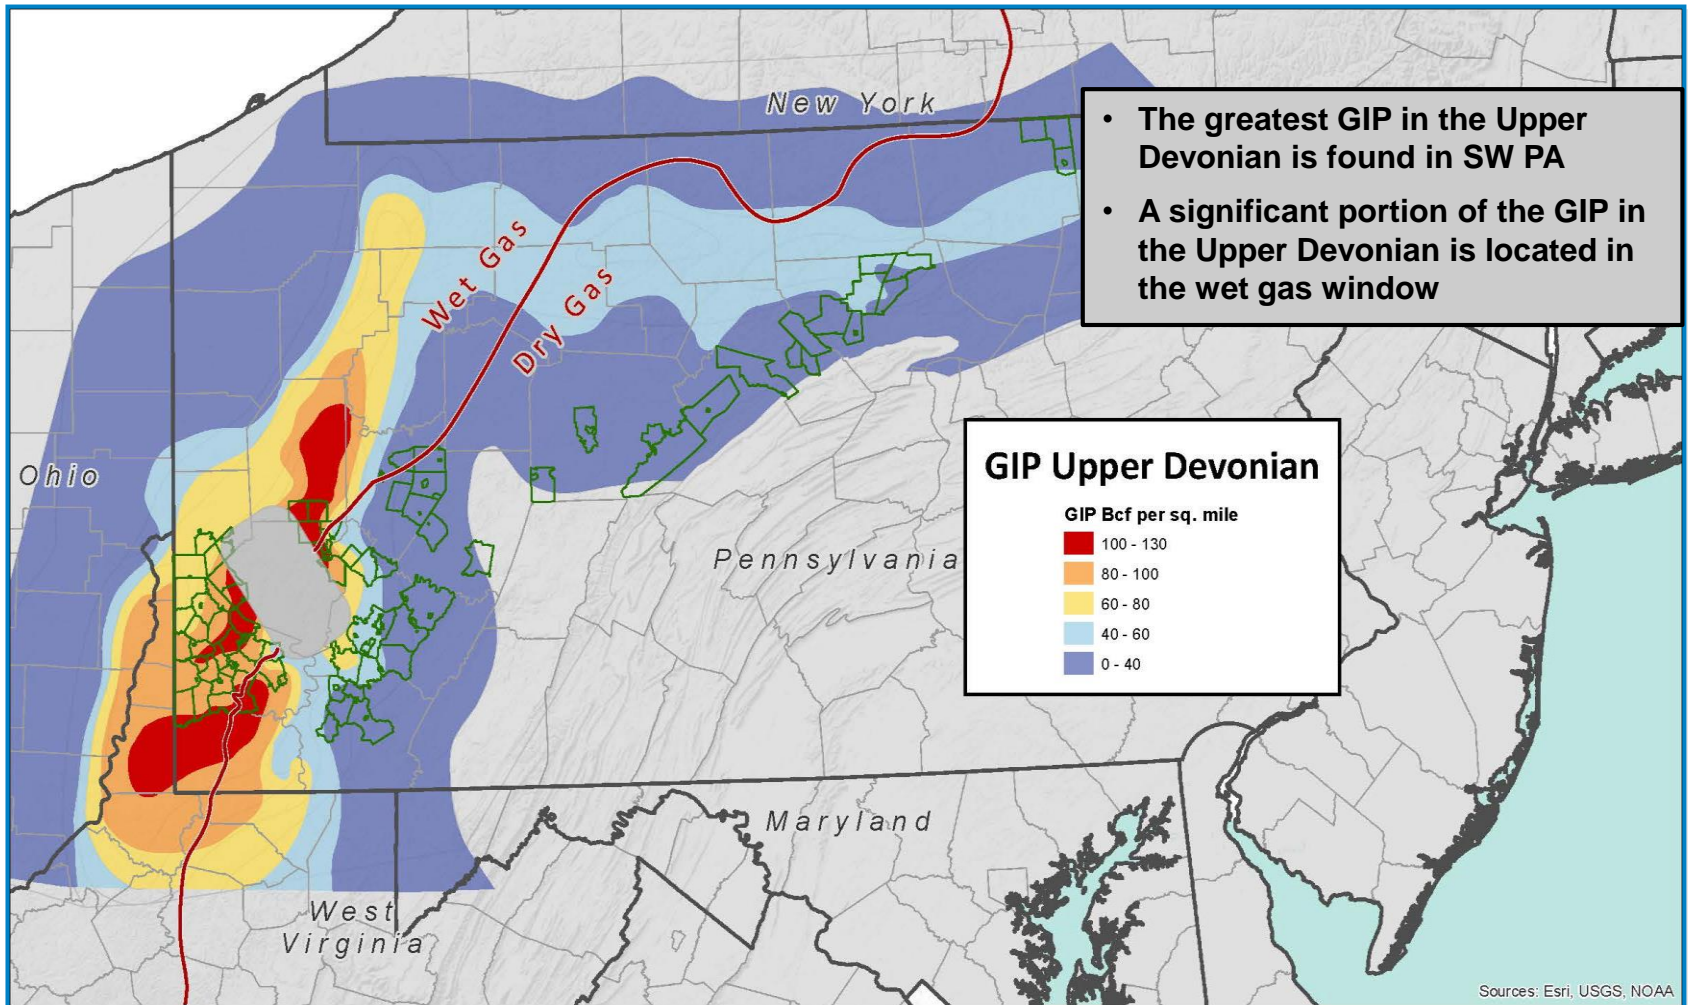 New York
• The greatest GIP in the Upper
Devonian is found in SW PA
• A significant portion of the GIP in
the Upper Devonian is located in
the wet gas window
Wet Gas
Dry Gas
Ohio
Pennsylvania
GIP Upper Devonian
GIP Bcf per sq. mile
100 - 130
80 - 100
60 - 80
40 - 60
0 - 40
Maryland
West
Virginia
Sources: Esri, USGS, NOAA